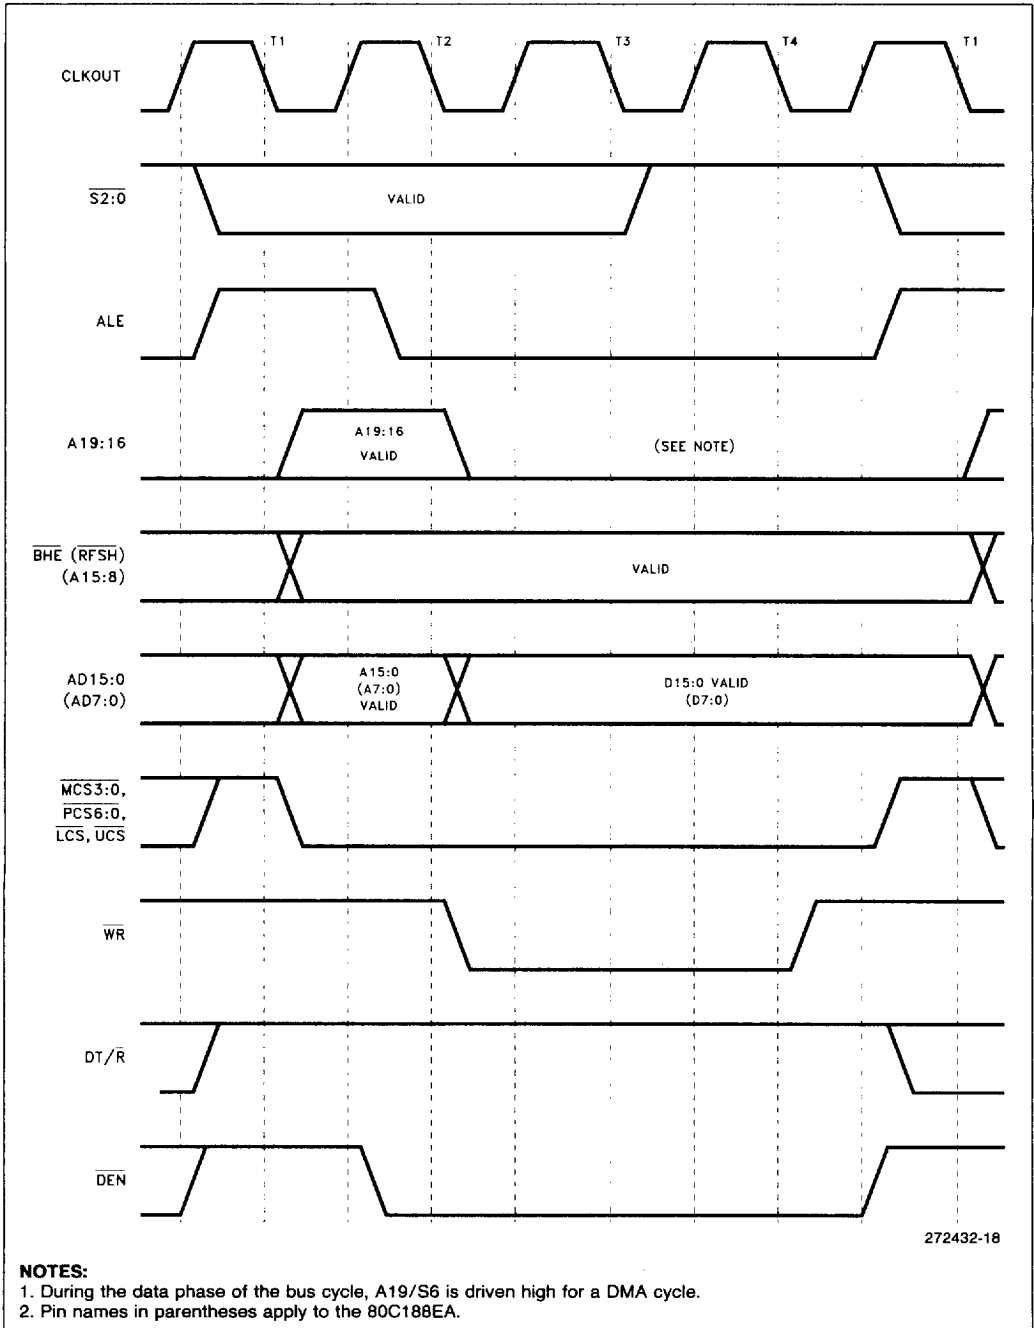 T1 T2 T3 T4 T1
CLKOUT
S2:0
VALID
ALE
A19:16
A19:16
VALID
(SEE NOTE)
BHE (RFSH)
(A15:8)
VALID
AD15:0
(AD7:0)
A15:0
(A7:0)
VALID
D15:0 VALID
(D7:0)
MCS3:0,
PCS6:0,
LCS, UCS
WR
DT/R
DEN
272432-18
NOTES:
1. During the data phase of the bus cycle, A19/S6 is driven high for a DMA cycle.
2. Pin names in parentheses apply to the 80C188EA.